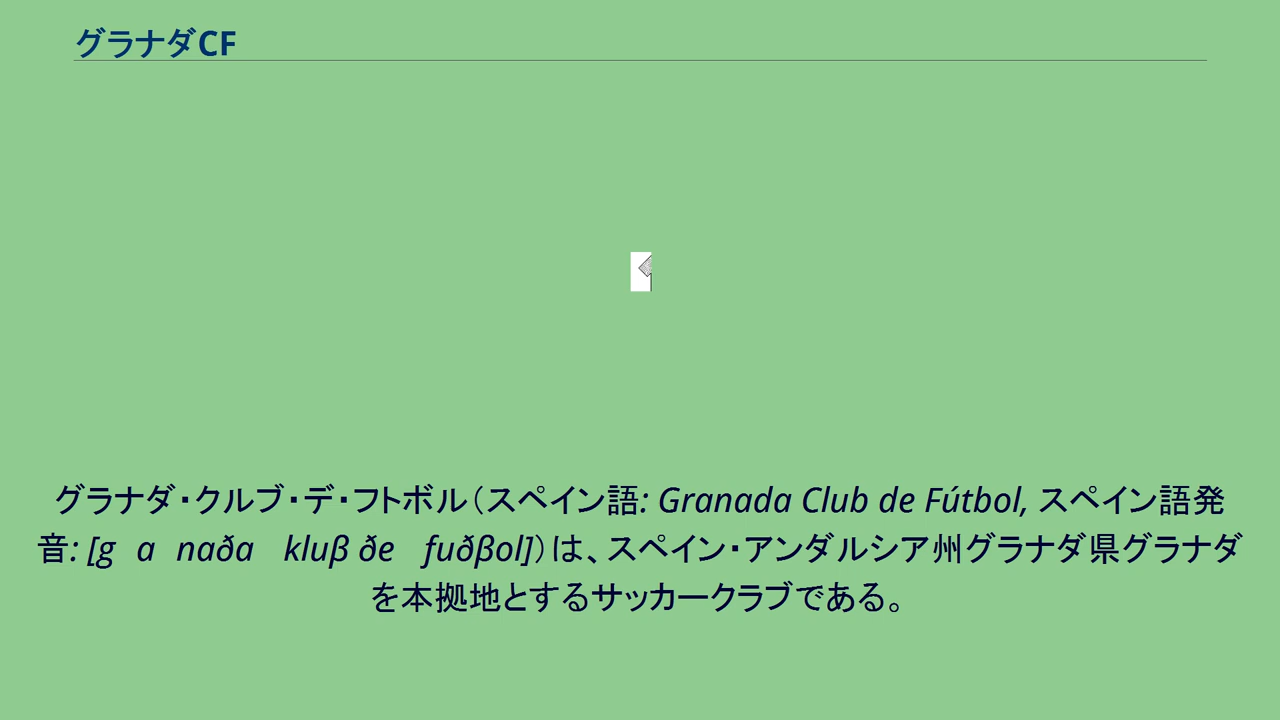 グラナダCF
グラナダ・クルブ・デ・フトボル（スペイン語: Granada Club de Fútbol, スペイン語発
音: [g a naða kluβ ðe fuðβol]）は、スペイン・アンダルシア州グラナダ県グラナダ
を本拠地とするサッカークラブである。